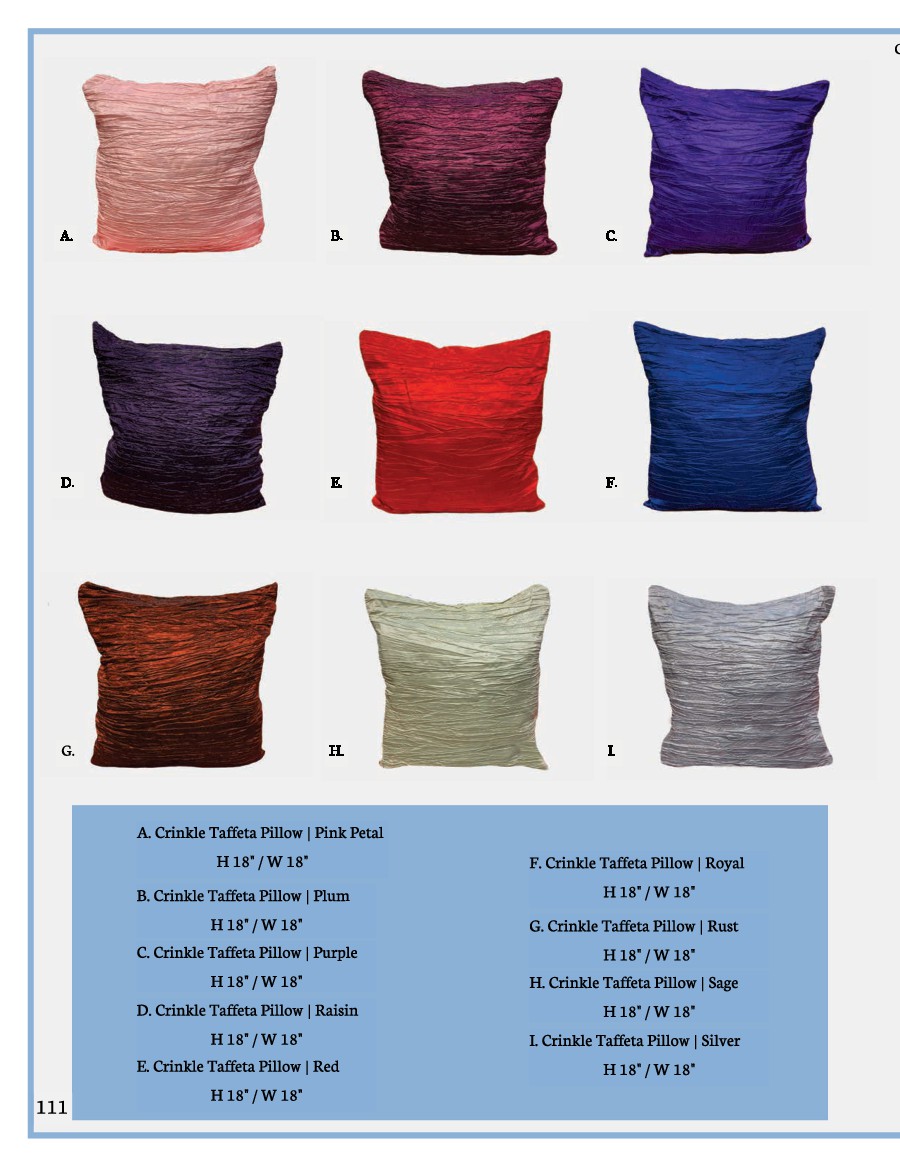 A.
B.
C.
D.
E.
F.
G.
H.
I.
A. Crinkle Taffeta Pillow | Pink Petal
H 18" / W 18"
B. Crinkle Taffeta Pillow | Plum
H 18" / W 18"
C. Crinkle Taffeta Pillow | Purple
H 18" / W 18"
D. Crinkle Taffeta Pillow | Raisin
H 18" / W 18"
E. Crinkle Taffeta Pillow | Red
H 18" / W 18"
F. Crinkle Taffeta Pillow | Royal
H 18" / W 18"
G. Crinkle Taffeta Pillow | Rust
H 18" / W 18"
H. Crinkle Taffeta Pillow | Sage
H 18" / W 18"
I. Crinkle Taffeta Pillow | Silver
H 18" / W 18"
111